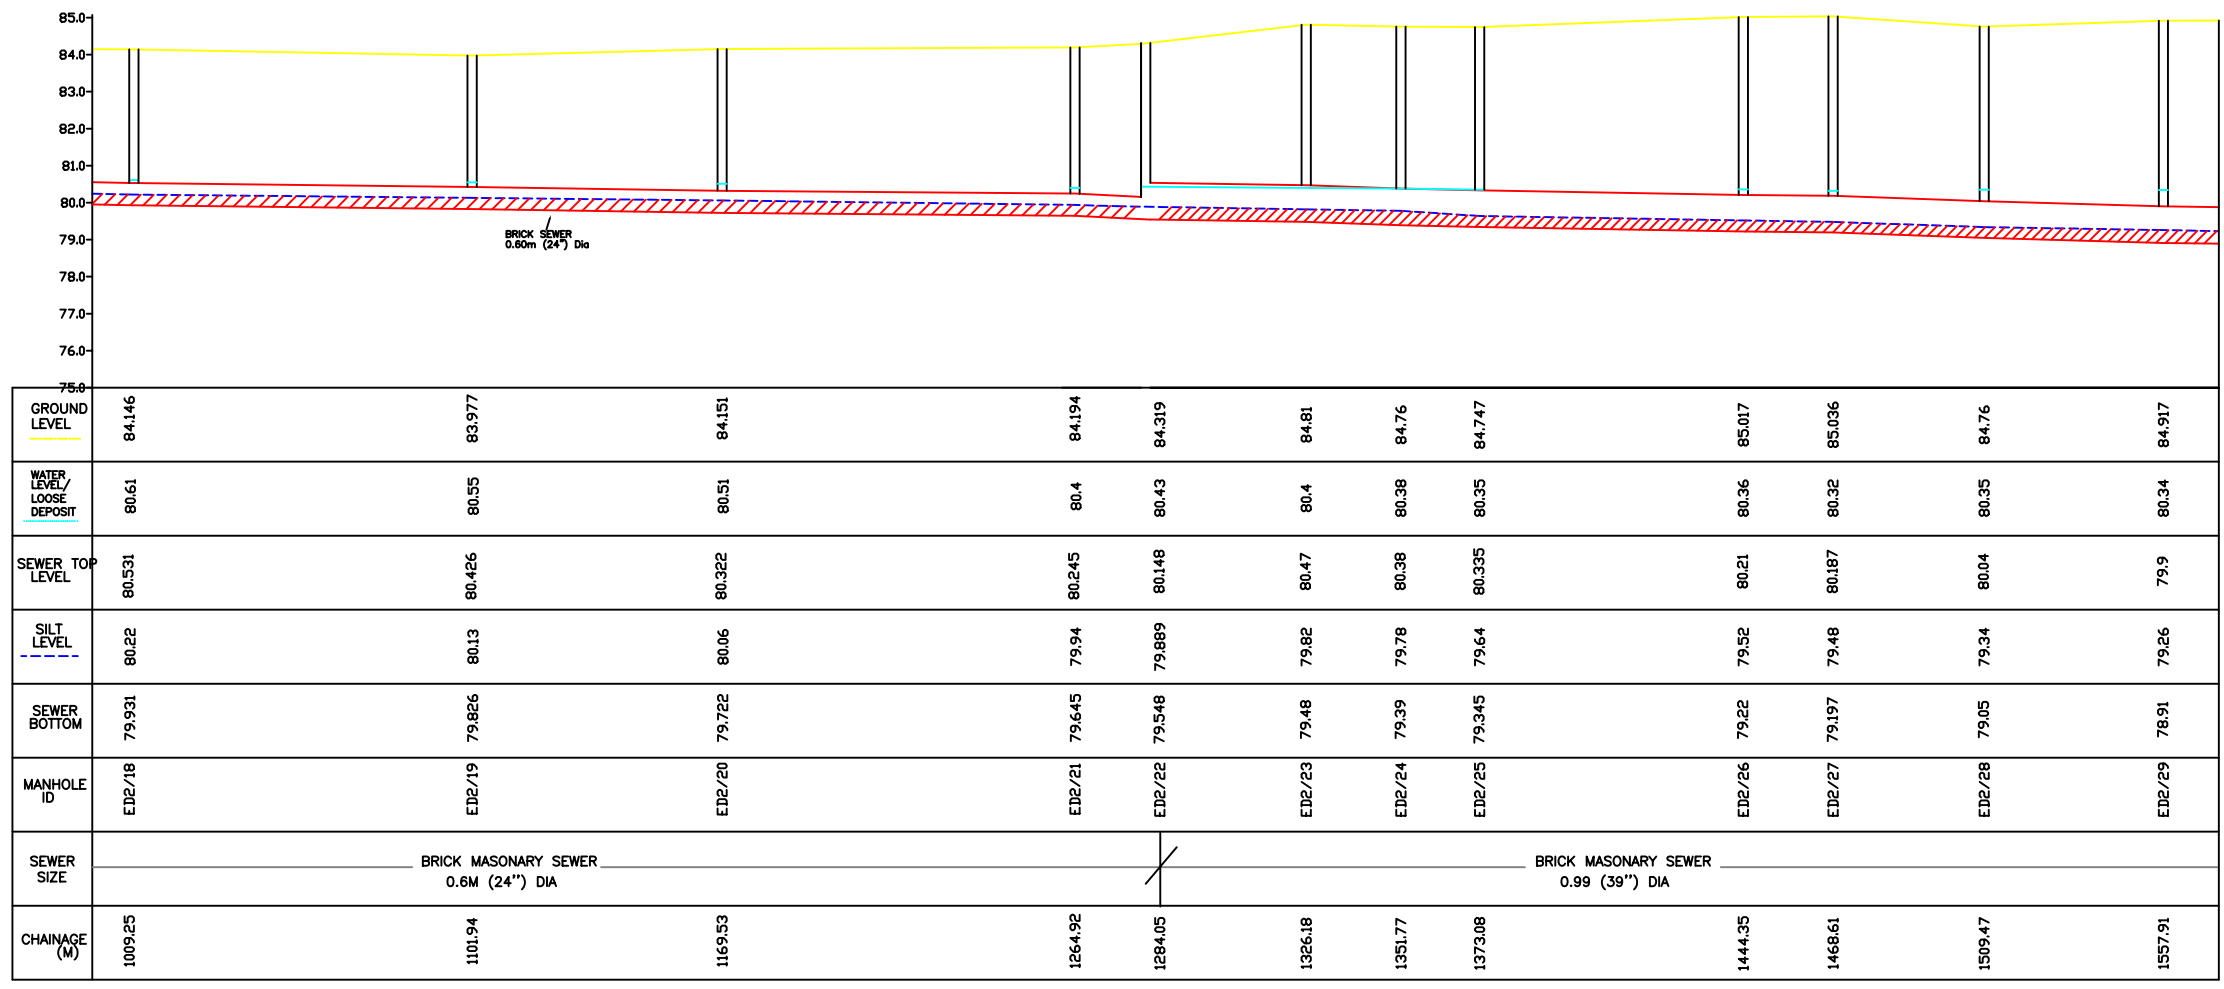 85.0
84.0
83.0
82.0
81.0
80.0
79.0
78.0
77.0
76.0
75.0
BRICK SEWER
0.60m (24") Dia
GROUND
LEVEL
84.146 83.977 84.151 84.194 84.319 84.81 84.76 84.747 85.017 85.036 84.76 84.917
WATER
LEVEL/
LOOSE
DEPOSIT
80.61 80.55 80.51 80.4 80.43 80.4 80.38 80.35 80.36 80.32 80.35 80.34
SEWER TOP
LEVEL
80.531 80.426 80.322 80.245 80.148 80.47 80.38 80.335 80.21 80.187 80.04 79.9
SILT
LEVEL
80.22 80.13 80.06 79.94 79.889 79.82 79.78 79.64 79.52 79.48 79.34 79.26
SEWER
BOTTOM
79.931 79.826 79.722 79.645 79.548 79.48 79.39 79.345 79.22 79.197 79.05 78.91
MANHOLE
ID
ED2/18 ED2/19 ED2/20 ED2/21 ED2/22 ED2/23 ED2/24 ED2/25 ED2/26 ED2/27 ED2/28 ED2/29
SEWER
SIZE
BRICK MASONARY SEWER
0.6M (24'') DIA
BRICK MASONARY SEWER
0.99 (39'') DIA
CHAINAGE
(M)
1009.25 1101.94 1169.53 1264.92 1284.05 1326.18 1351.77 1373.08 1444.35 1468.61 1509.47 1557.91